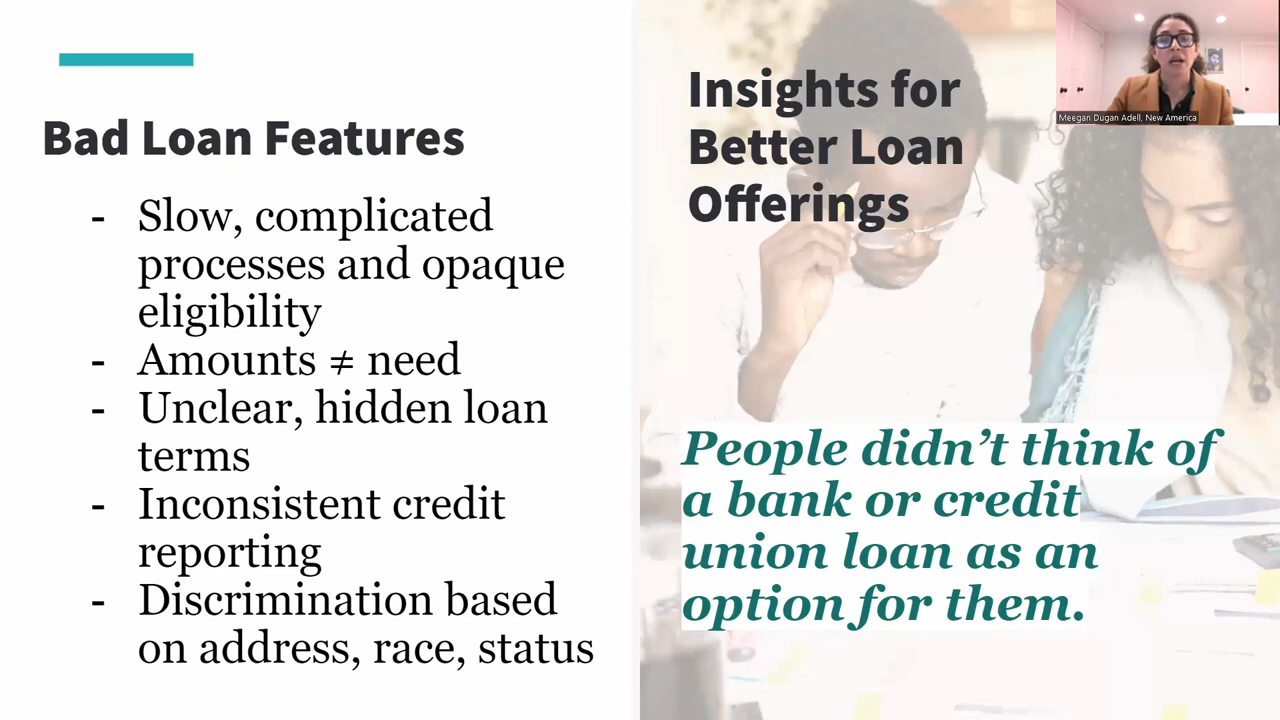 Bad Loan Features
- Slow, complicated
processes and opaque
eligibility
- Amounts ≠ need
- Unclear, hidden loan
terms
- Inconsistent credit
reporting
- Discrimination based
on address, race, status
Insights for
Better Loan
Offerings
People didn’t think of
a bank or credit
union loan as an
option for them.
Meegan Dugan Adell, New America